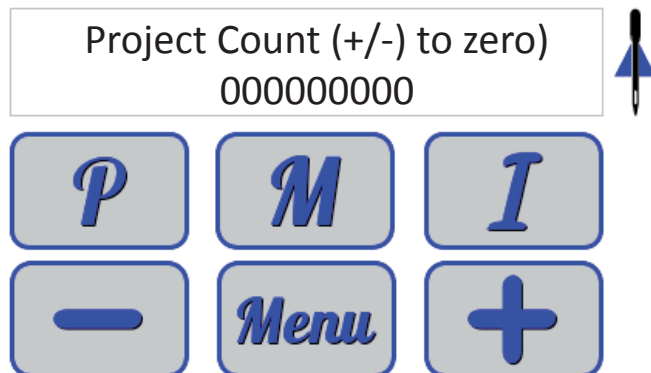 Project Count (+/-) to zero)
000000000
P M I
Menu